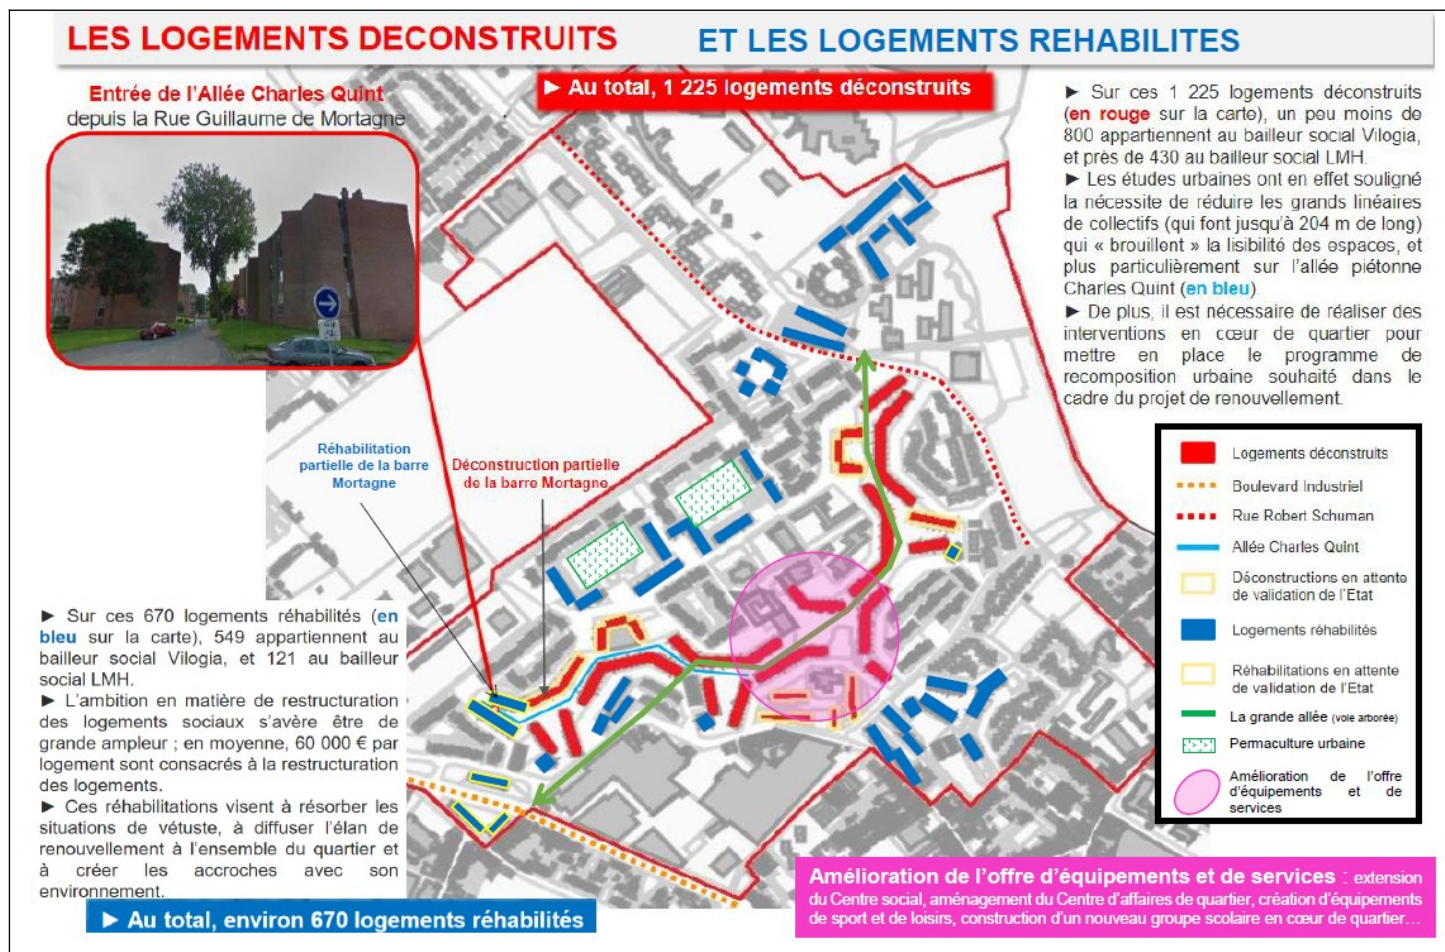 LES LOGEMENTS DECONSTRUITS ET LES LOGEMENTS REHABILITES
► Au total, 1 225 logements déconstruits
Entrée de l'Allée Charles Quint
depuis la Rue Guillaume de Mortagne
► Sur ces 1 225 logements déconstruits
(en rouge sur la carte), un peu moins de
800 appartiennent au bailleur social Vilogia,
et près de 430 au bailleur social LMH.
► Les études urbaines ont en effet souligné
la nécessite de réduire les grands linéaires
de collectifs (qui font jusqu'à 204 m de long)
qui « brouillent » la lisibilité des espaces, et
plus particulièrement sur l'allée piétonne
Charles Quint (en bleu).
► De plus, il est nécessaire de réaliser des
interventions en cœur de quartier pour
mettre en place le programme de
recomposition urbaine souhaité dans le
cadre du projet de renouvellement.
Réhabilitation
partielle de la barre
Mortagne
Déconstruction partielle
de la barre Mortagne
Logements déconstruits
Boulevard Industriel
Rue Robert Schuman
Allée Charles Quint
Déconstructions en attente
de validation de l'Etat
Logements réhabilités
Réhabilitations en attente
de validation de l'Etat
La grande allée (voie arborée)
Permaculture urbaine
Amélioration de l'offre
d'équipements et de
services
► Sur ces 670 logements réhabilités (en
bleu sur la carte), 549 appartiennent au
bailleur social Vilogia, et 121 au bailleur
social LMH.
► L'ambition en matière de restructuration
des logements sociaux s'avère être de
grande ampleur ; en moyenne, 60 000 € par
logement sont consacrés à la restructuration
des logements.
► Ces réhabilitations visent à résorber les
situations de vétuste, à diffuser l'élan de
renouvellement à l'ensemble du quartier et
à créer les accroches avec son
environnement.
► Au total, environ 670 logements réhabilités
Amélioration de l'offre d'équipements et de services : extension
du Centre social, aménagement du Centre d'affaires de quartier, création d'équipements
de sport et de loisirs, construction d'un nouveau groupe scolaire en cœur de quartier…